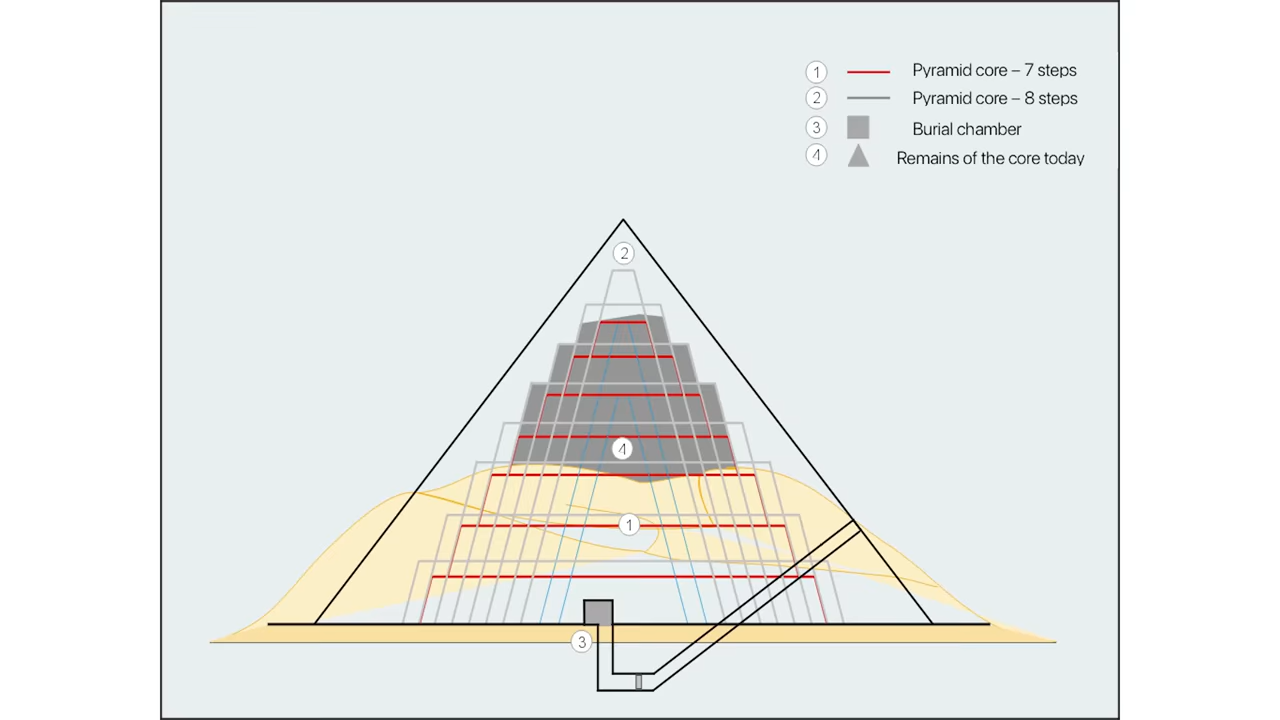 1 Pyramid core – 7 steps
2 Pyramid core – 8 steps
3 Burial chamber
4 Remains of the core today
2
4
1
3